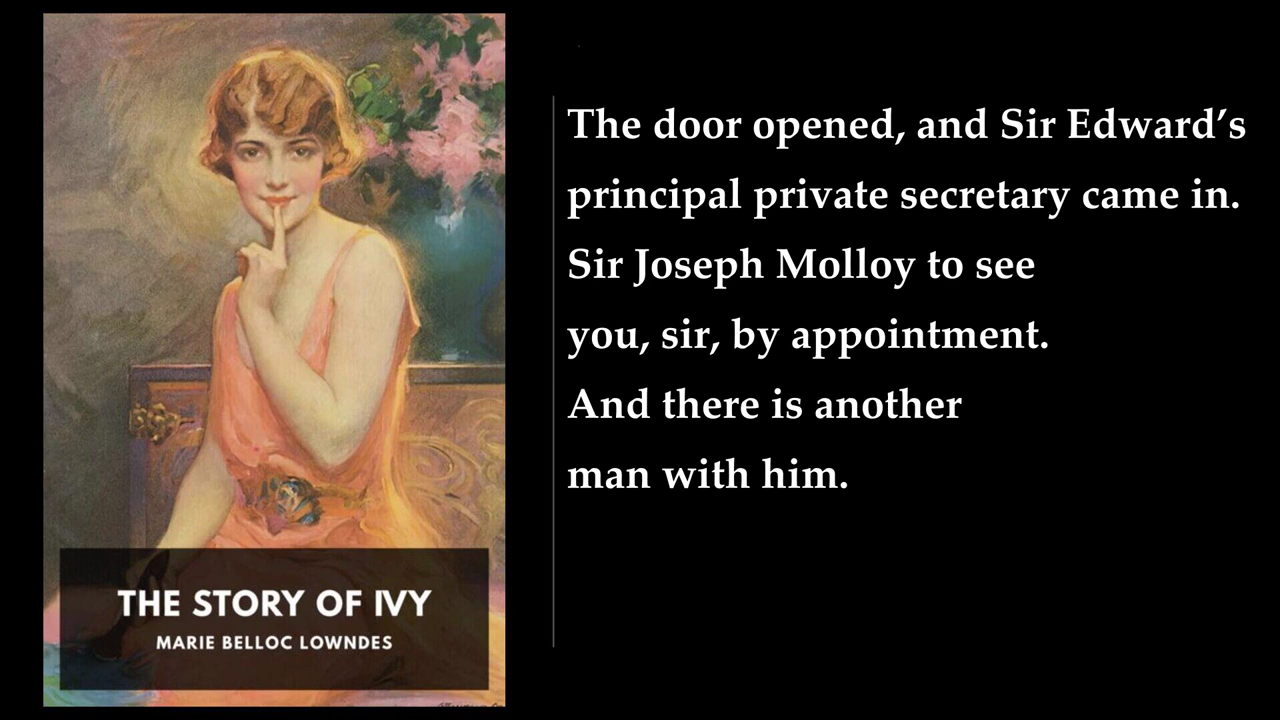 The door opened, and Sir Edward’s
principal private secretary came in.
Sir Joseph Molloy to see
you, sir, by appointment.
And there is another
man with him.
THE STORY OF IVY
MARIE BELLOC LOWNDES